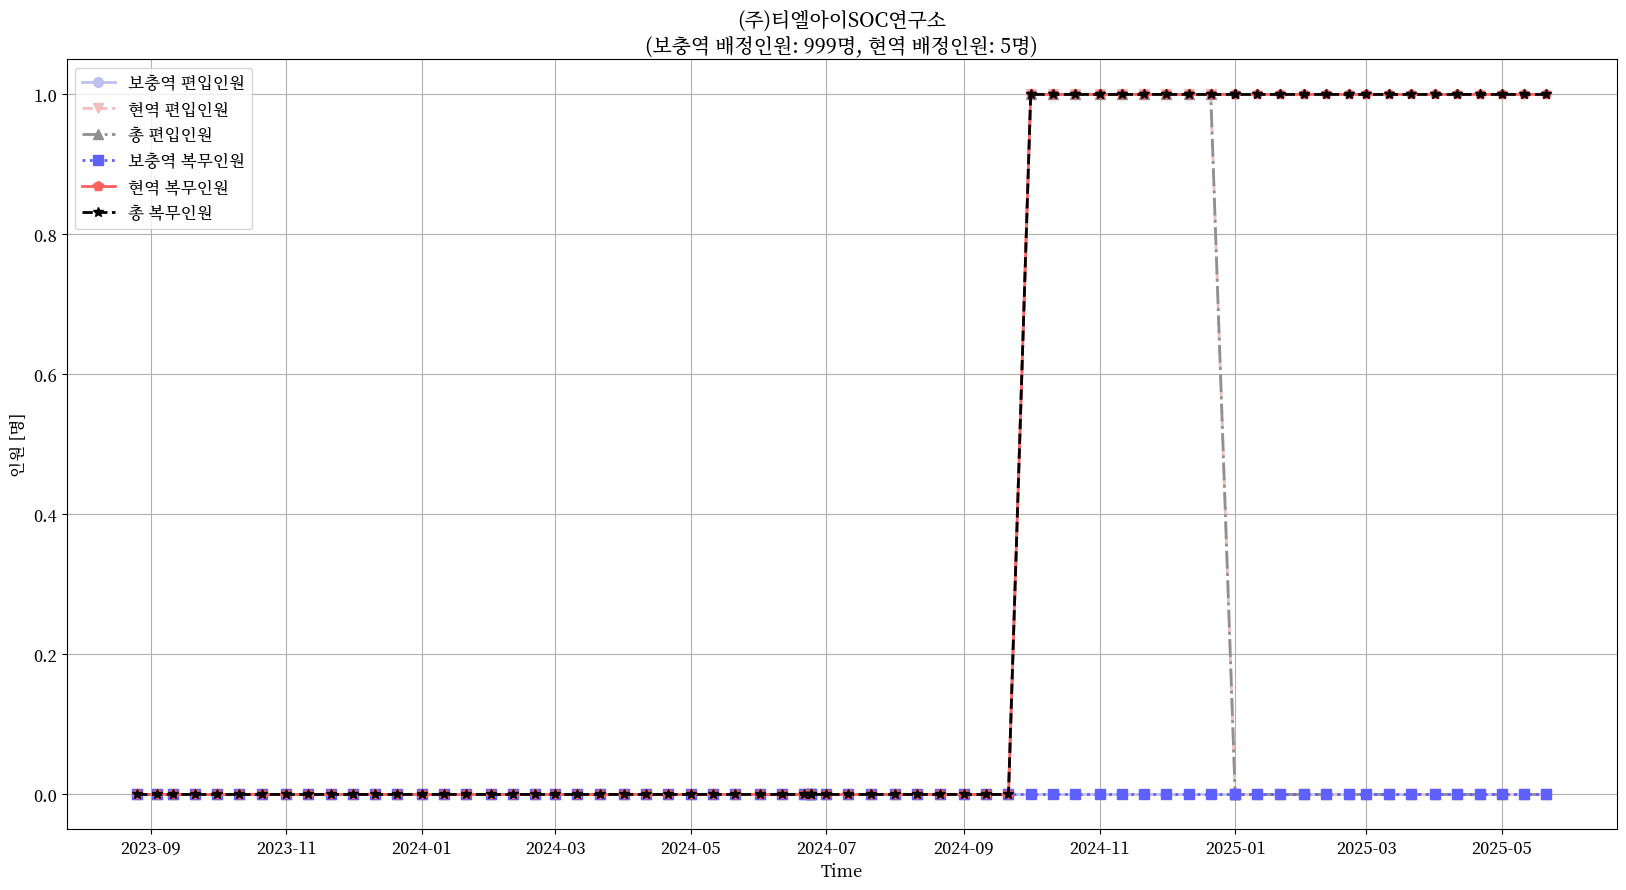 (주)티엘아이SOC연구소
(보충역 배정인원: 999명, 현역 배정인원: 5명)
보충역 편입인원
현역 편입인원
총 편입인원
보충역 복무인원
현역 복무인원
총 복무인원
1.0
0.8
0.6
0.4
0.2
0.0
인원 [명]
2023-09
2023-11
2024-01
2024-03
2024-05
2024-07
2024-09
2024-11
2025-01
2025-03
2025-05
Time